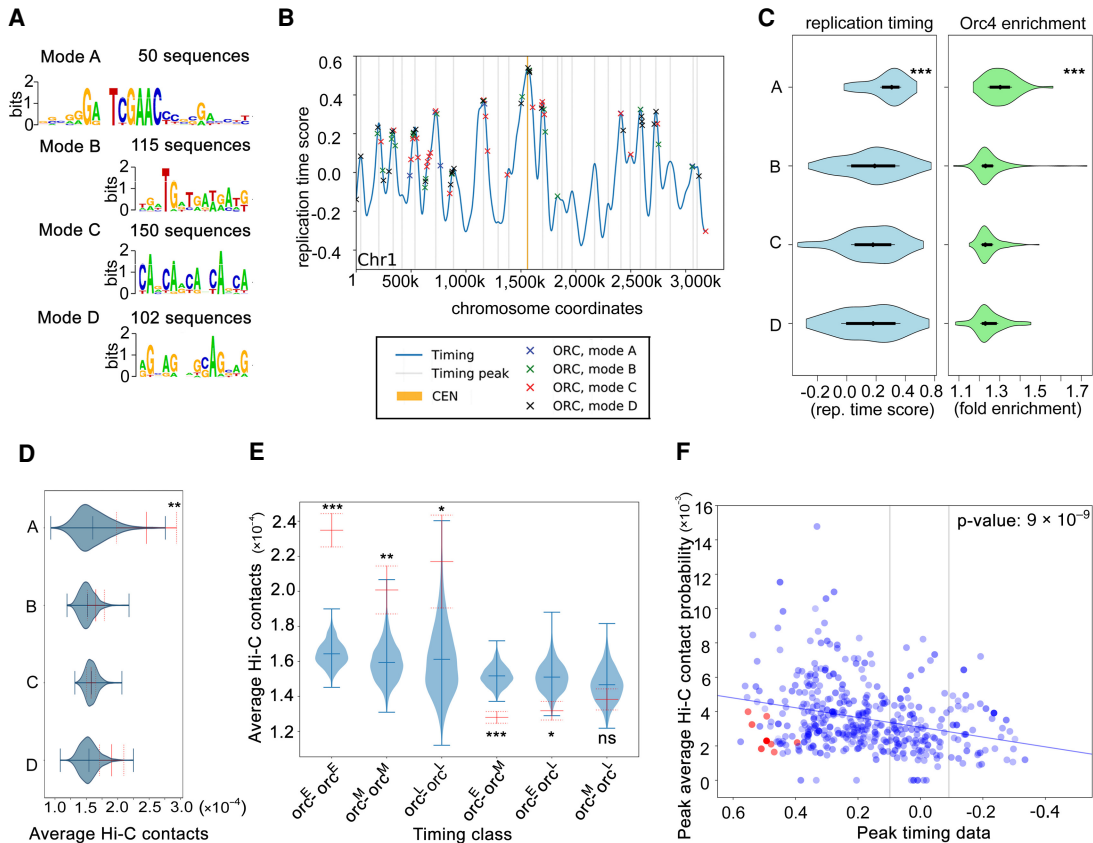 A
Mode A 50 sequences
bits
2
1
0
GA TCGAAC
Mode B 115 sequences
bits
2
1
0
Mode C 150 sequences
bits
2
1
0
Mode D 102 sequences
bits
2
1
0
B
replication time score
0.6
0.4
0.2
0.0
-0.2
-0.4
Chr1
1 500k 1,000k 1,500k 2,000k 2,500k 3,000k
chromosome coordinates
Timing
Timing peak
CEN
ORC, mode A
ORC, mode B
ORC, mode C
ORC, mode D
C
replication timing Orc4 enrichment
A *** ***
B
C
D
-0.2 0.0 0.2 0.4 0.8 1.1 1.3 1.5 1.7
(rep. time score) (fold enrichment)
D
A **
B
C
D
1.0 1.5 2.0 2.5 3.0 (×10⁻⁴)
Average Hi-C contacts
E
Average Hi-C contacts (×10⁻⁴)
2.4
2.2
2.0
1.8
1.6
1.4
1.2
*** ** * *** * ns
orcᴱ- orcᴱ
orcᴹ- orcᴹ
orcᴸ- orcᴸ
orcᴱ- orcᴹ
orcᴱ- orcᴸ
orcᴹ- orcᴸ
Timing class
F
Peak average Hi-C contact probability (×10⁻³)
16
14
12
10
8
6
4
2
0
p-value: 9 × 10⁻⁹
0.6 0.4 0.2 0.0 -0.2 -0.4
Peak timing data